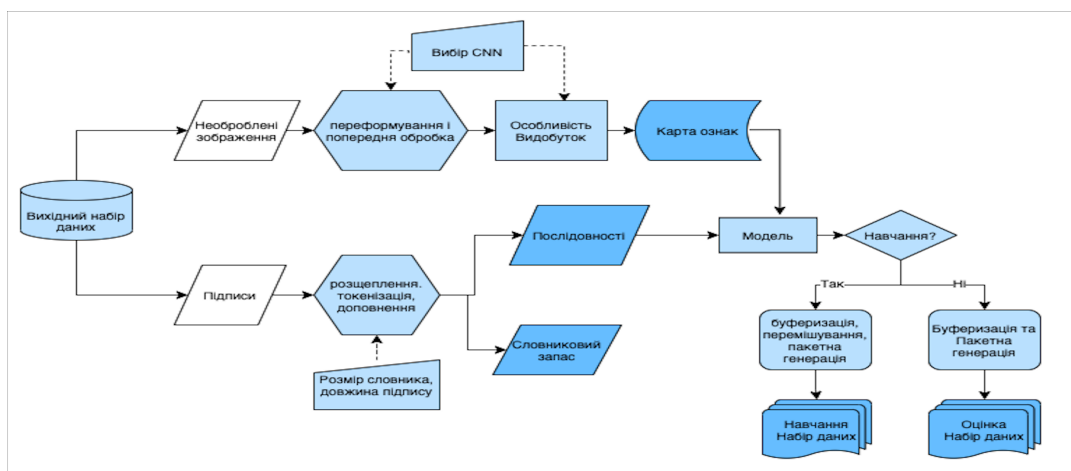 Вибір CNN
Необроблені
зображення
переформування і
попередня обробка
Особливість
Видобуток
Карта ознак
Вихідний набір
даних
Послідовності
Модель
Навчання?
Підписи
розщеплення.
токенізація,
доповнення
Словниковий
запас
Розмір словника,
довжина підпису
Так
Ні
буферизація,
перемішування,
пакетна
генерація
Буферизація та
Пакетна
генерація
Навчання
Набір даних
Оцінка
Набір даних